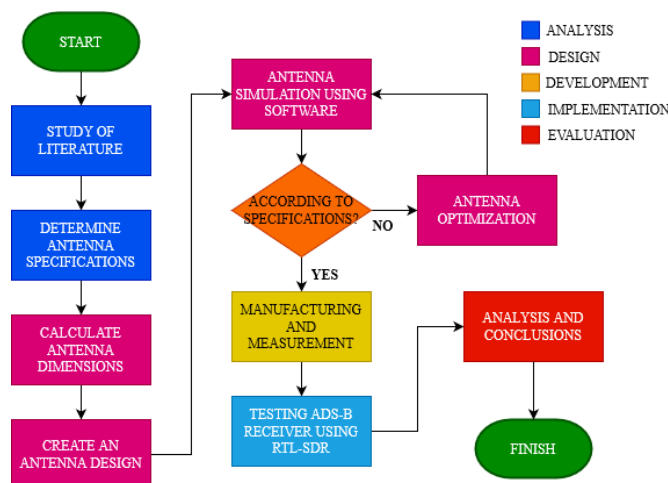 START
STUDY OF
LITERATURE
DETERMINE
ANTENNA
SPECIFICATIONS
CALCULATE
ANTENNA
DIMENSIONS
CREATE AN
ANTENNA DESIGN
ANTENNA
SIMULATION USING
SOFTWARE
ACCORDING TO
SPECIFICATIONS?
NO
ANTENNA
OPTIMIZATION
YES
MANUFACTURING
AND
MEASUREMENT
TESTING ADS-B
RECEIVER USING
RTL-SDR
ANALYSIS AND
CONCLUSIONS
FINISH
ANALYSIS
DESIGN
DEVELOPMENT
IMPLEMENTATION
EVALUATION